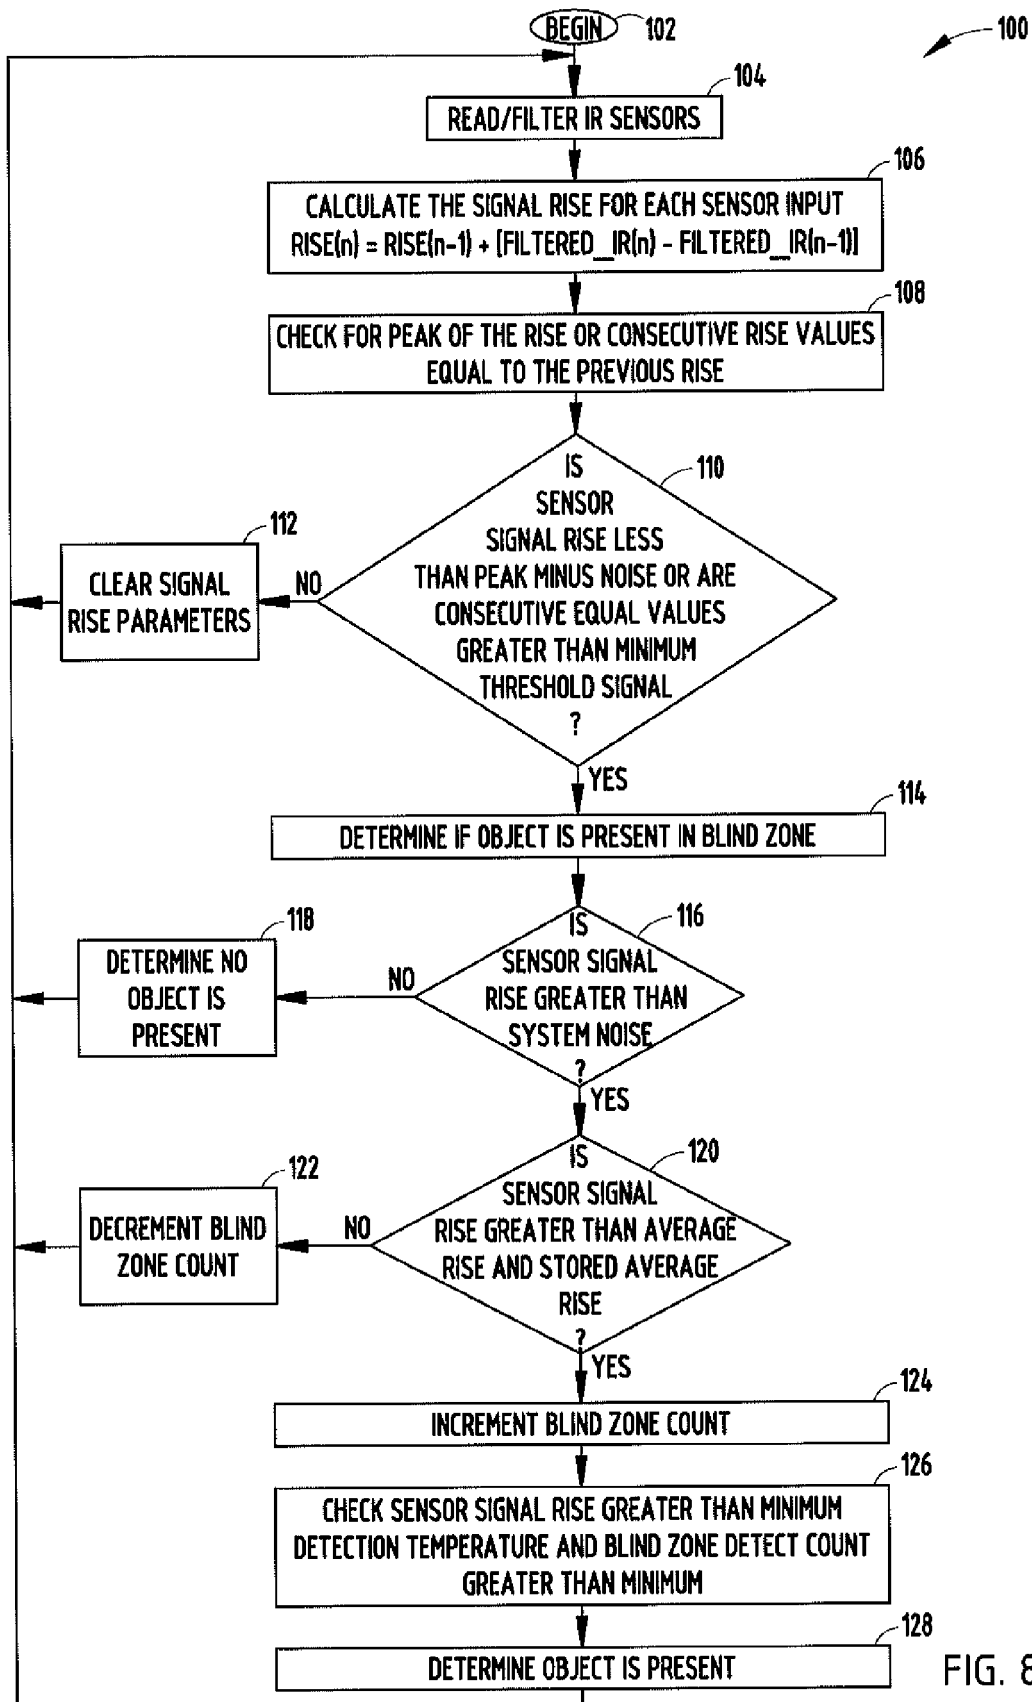 BEGIN
102
100
104
READ/FILTER IR SENSORS
106
CALCULATE THE SIGNAL RISE FOR EACH SENSOR INPUT
RISE(n) = RISE(n-1) + [FILTERED_IR(n) - FILTERED_IR(n-1)]
108
CHECK FOR PEAK OF THE RISE OR CONSECUTIVE RISE VALUES
EQUAL TO THE PREVIOUS RISE
110
IS
SENSOR
SIGNAL RISE LESS
THAN PEAK MINUS NOISE OR ARE
CONSECUTIVE EQUAL VALUES
GREATER THAN MINIMUM
THRESHOLD SIGNAL
?
NO
112
CLEAR SIGNAL
RISE PARAMETERS
YES
114
DETERMINE IF OBJECT IS PRESENT IN BLIND ZONE
116
IS
SENSOR SIGNAL
RISE GREATER THAN
SYSTEM NOISE
?
NO
118
DETERMINE NO
OBJECT IS
PRESENT
YES
120
IS
SENSOR SIGNAL
RISE GREATER THAN AVERAGE
RISE AND STORED AVERAGE
RISE
?
NO
122
DECREMENT BLIND
ZONE COUNT
YES
124
INCREMENT BLIND ZONE COUNT
126
CHECK SENSOR SIGNAL RISE GREATER THAN MINIMUM
DETECTION TEMPERATURE AND BLIND ZONE DETECT COUNT
GREATER THAN MINIMUM
128
DETERMINE OBJECT IS PRESENT
FIG. 8